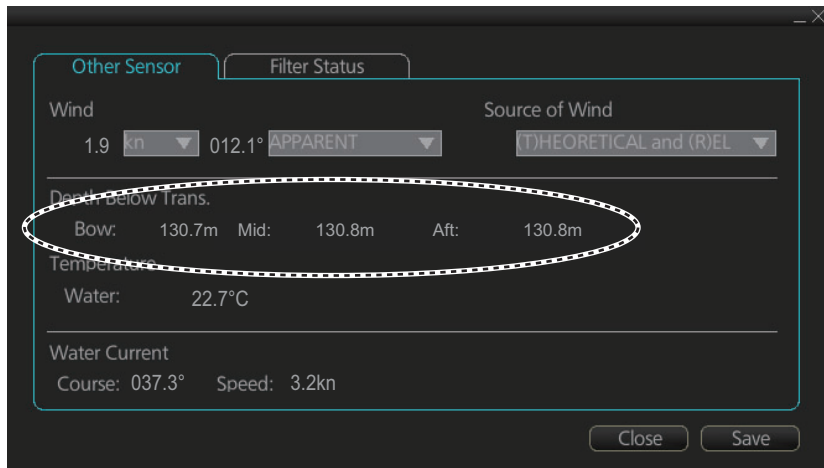 Other Sensor Filter Status
Wind Source of Wind
1.9 kn 012.1° APPARENT (T)HEORETICAL and (R)EL
Depth Below Trans.
Bow: 130.7m Mid: 130.8m Aft: 130.8m
Temperature
Water: 22.7°C
Water Current
Course: 037.3° Speed: 3.2kn
Close Save